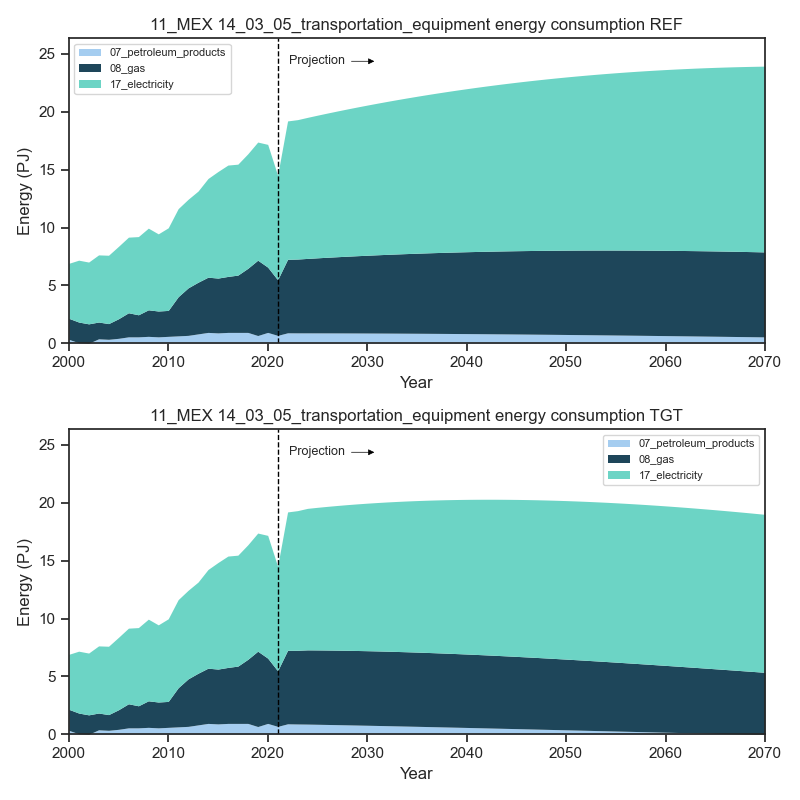 11_MEX 14_03_05_transportation_equipment energy consumption REF
25
20
15
10
5
0
Energy (PJ)
07_petroleum_products
08_gas
17_electricity
Projection
2000 2010 2020 2030 2040 2050 2060 2070
Year
11_MEX 14_03_05_transportation_equipment energy consumption TGT
25
20
15
10
5
0
Energy (PJ)
Projection
07_petroleum_products
08_gas
17_electricity
2000 2010 2020 2030 2040 2050 2060 2070
Year